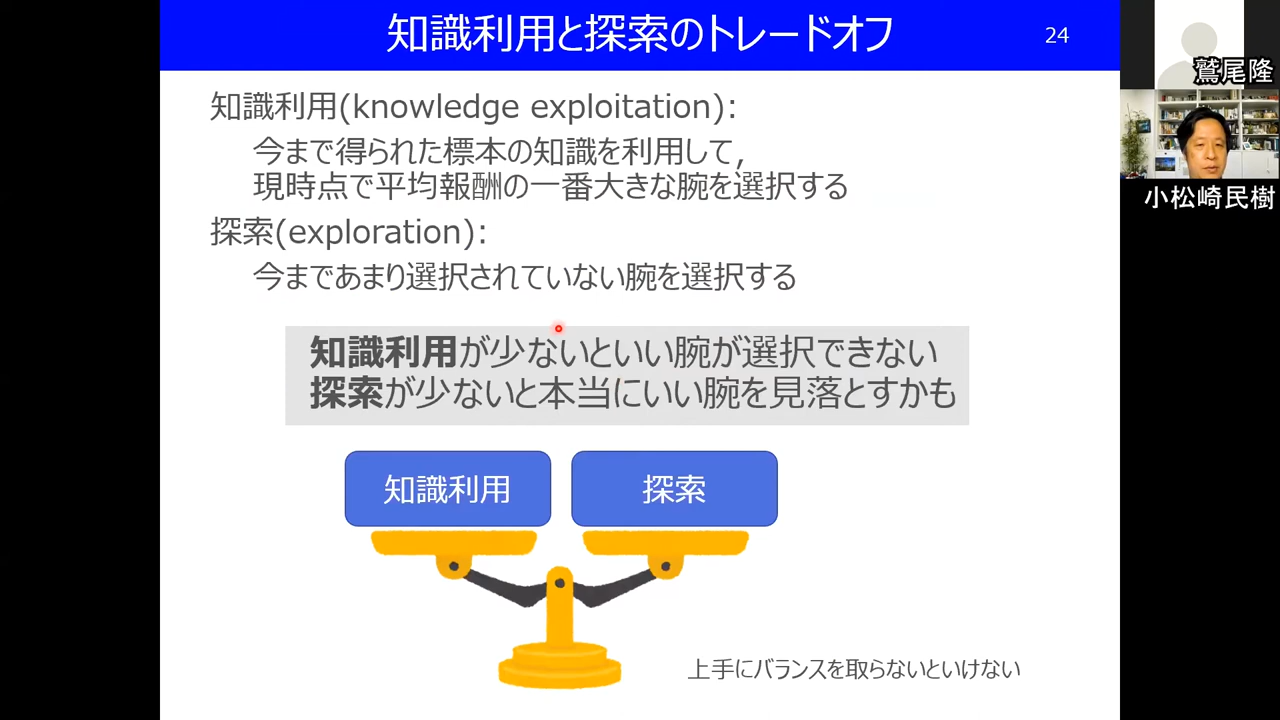 知識利用と探索のトレードオフ
24
知識利用(knowledge exploitation):
今まで得られた標本の知識を利用して,
現時点で平均報酬の一番大きな腕を選択する
探索(exploration):
今まであまり選択されていない腕を選択する
知識利用が少ないといい腕が選択できない
探索が少ないと本当にいい腕を見落とすかも
知識利用
探索
上手にバランスを取らないといけない
鷲尾隆
小松崎民樹